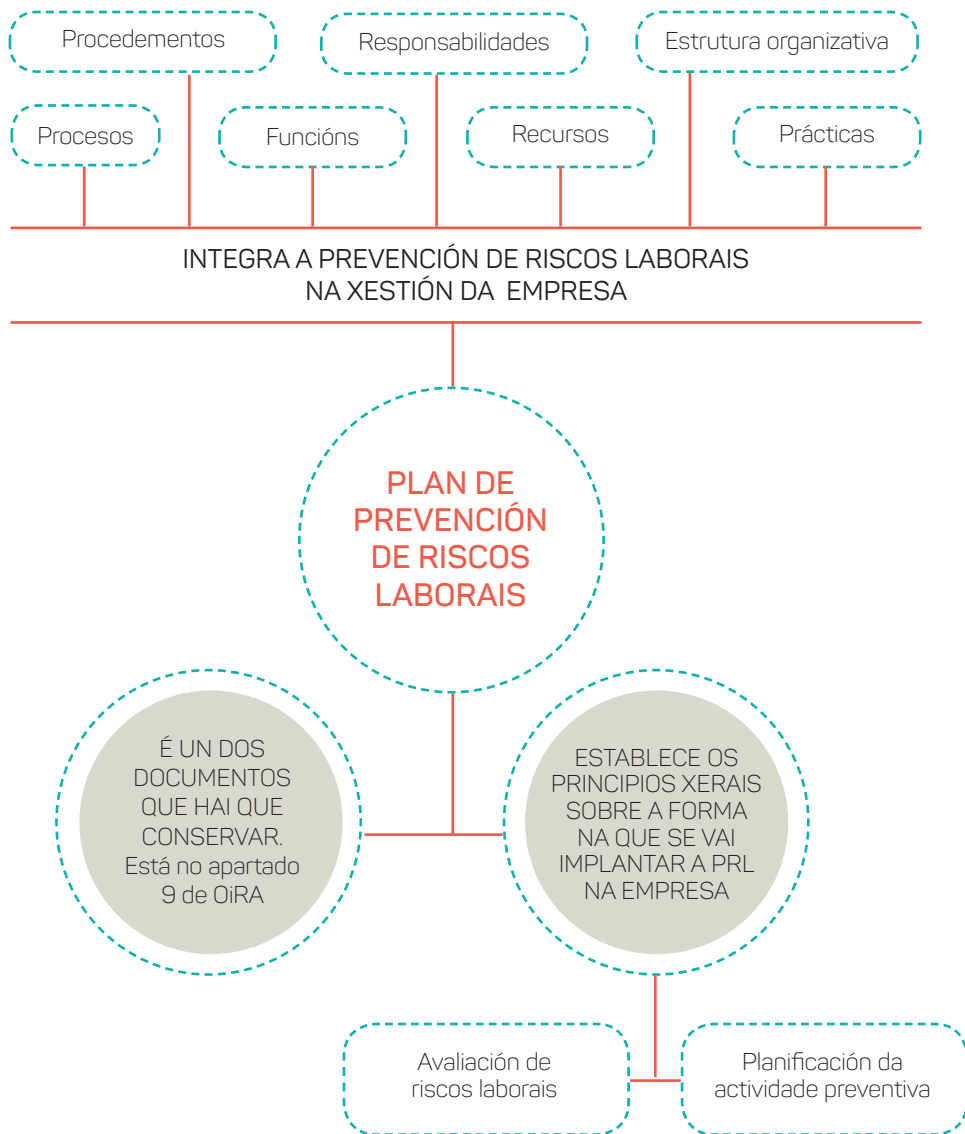 Procedementos
Responsabilidades
Estrutura organizativa
Procesos
Funcións
Recursos
Prácticas
INTEGRA A PREVENCIÓN DE RISCOS LABORAIS
NA XESTIÓN DA EMPRESA
PLAN DE
PREVENCIÓN
DE RISCOS
LABORAIS
É UN DOS
DOCUMENTOS
QUE HAI QUE
CONSERVAR.
Está no apartado
9 de OiRA
ESTABLECE OS
PRINCIPIOS XERAIS
SOBRE A FORMA
NA QUE SE VAI
IMPLANTAR A PRL
NA EMPRESA
Avaliación de
riscos laborais
Planificación da
actividade preventiva